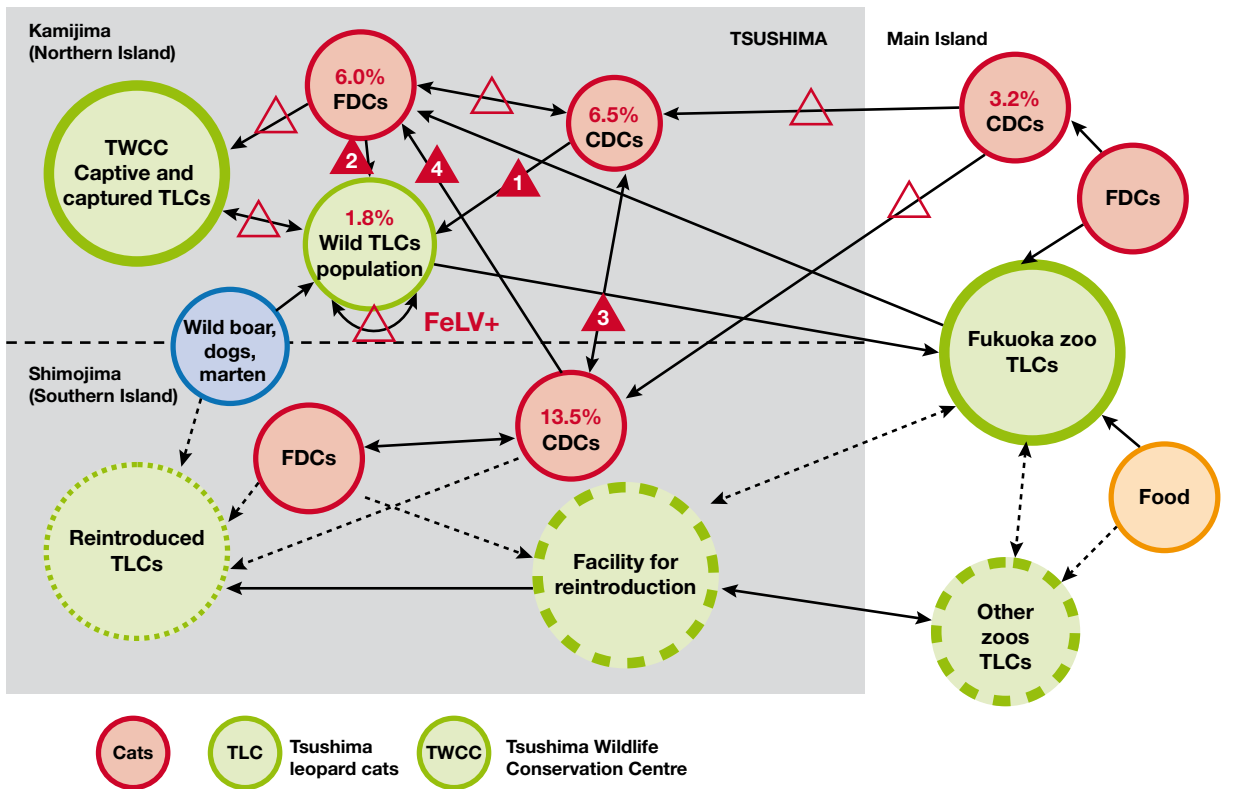 Kamijima
(Northern Island)
TSUSHIMA
Main Island
6.0%
FDCs
6.5%
CDCs
3.2%
CDCs
TWCC
Captive and
captured TLCs
2
4
1
FDCs
1.8%
Wild TLCs
population
Wild boar,
dogs,
marten
FeLV+
3
Fukuoka zoo
TLCs
Shimojima
(Southern Island)
FDCs
13.5%
CDCs
Food
Reintroduced
TLCs
Facility for
reintroduction
Other
zoos
TLCs
Cats
TLC
Tsushima
leopard cats
TWCC
Tsushima Wildlife
Conservation Centre